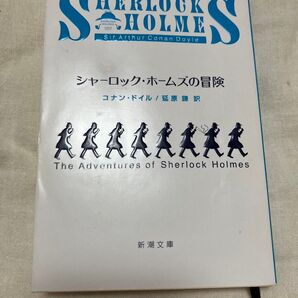 SHERLOCK
HOLMES
Sir Arthur Conan Doyle
シャーロック・ホームズの冒険
コナン・ドイル/延原 謙 訳
The Adventures of Sherlock Holmes
新潮文庫